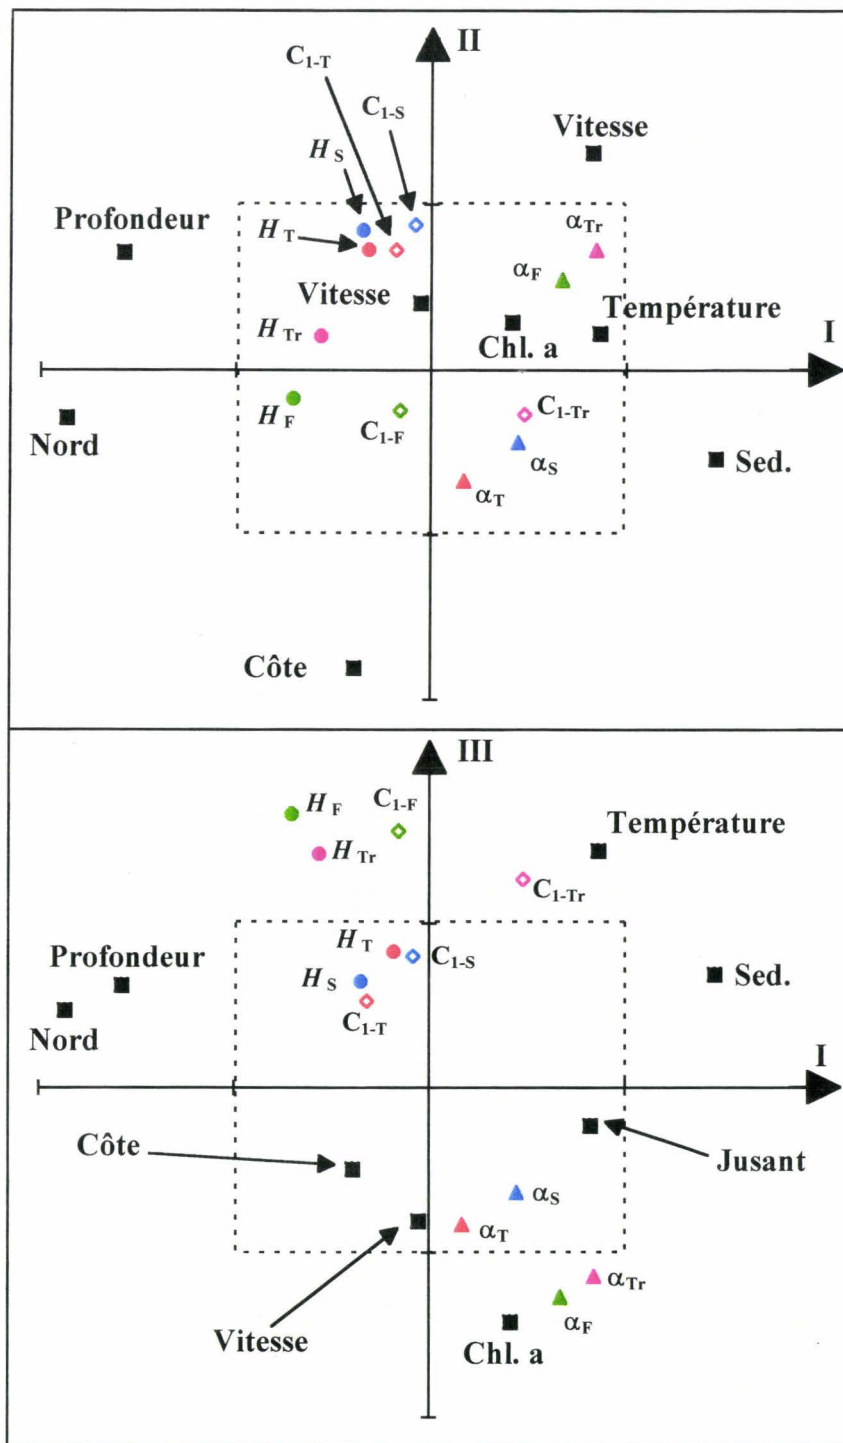 II
C1-T
C1-S
Vitesse
HS
Profondeur
HT
αTr
αF
Vitesse
Température
HTr
Chl. a
I
HF
C1-F
C1-Tr
Nord
αS
Sed.
αT
Côte
III
HF
C1-F
Température
HTr
C1-Tr
HT
C1-S
Profondeur
HS
Sed.
C1-T
Nord
I
Côte
Jusant
αS
αT
αTr
Vitesse
αF
Chl. a